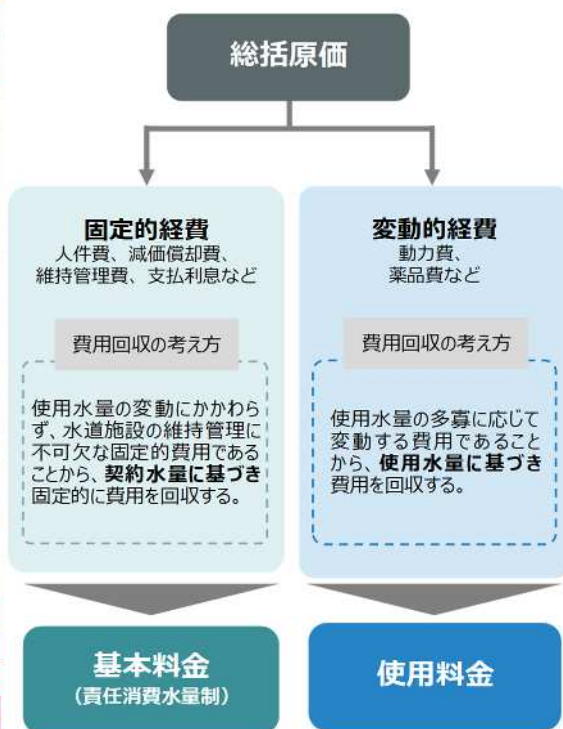 総括原価
固定的経費
人件費、減価償却費、
維持管理費、支払利息など
費用回収の考え方
使用水量の変動にかかわら
ず、水道施設の維持管理に
不可欠な固定的費用であ
ることから、契約水量に基づき
固定的に費用を回収する。
基本料金
(責任消費水量制)
変動的経費
動力費、
薬品費など
費用回収の考え方
使用水量の多寡に応じて
変動する費用であること
から、使用水量に基づき
費用を回収する。
使用料金